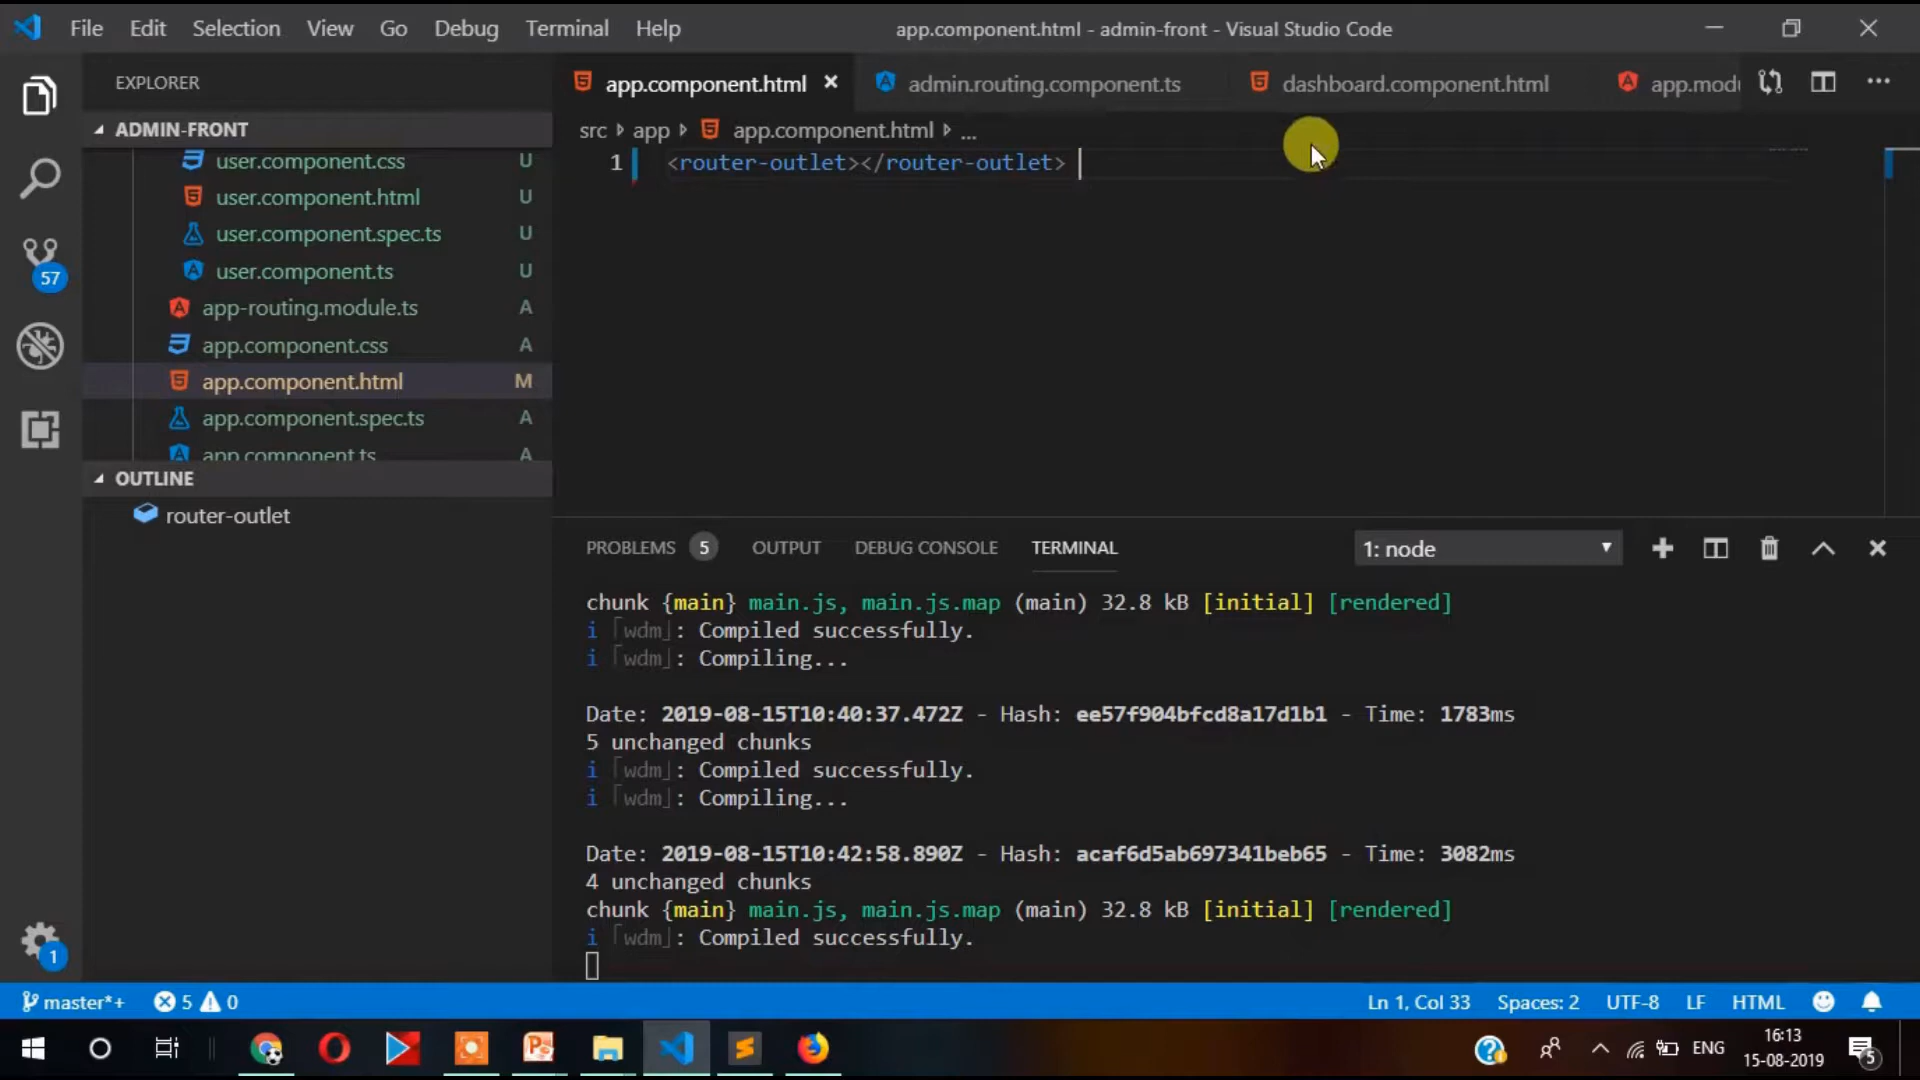 File Edit Selection View Go Debug Terminal Help
app.component.html - admin-front - Visual Studio Code
EXPLORER
ADMIN-FRONT
user.component.css U
user.component.html U
user.component.spec.ts U
user.component.ts U
app-routing.module.ts A
app.component.css A
app.component.html M
app.component.spec.ts A
app.component.ts A
OUTLINE
router-outlet
57
1
app.component.html
admin.routing.component.ts
dashboard.component.html
app.modu
src app app.component.html ...
1 <router-outlet></router-outlet>
PROBLEMS 5 OUTPUT DEBUG CONSOLE TERMINAL
1: node
chunk {main} main.js, main.js.map (main) 32.8 kB [initial] [rendered]
i ｢wdm｣: Compiled successfully.
i ｢wdm｣: Compiling...
Date: 2019-08-15T10:40:37.472Z - Hash: ee57f904bfcd8a17d1b1 - Time: 1783ms
5 unchanged chunks
i ｢wdm｣: Compiled successfully.
i ｢wdm｣: Compiling...
Date: 2019-08-15T10:42:58.890Z - Hash: acaf6d5ab697341beb65 - Time: 3082ms
4 unchanged chunks
chunk {main} main.js, main.js.map (main) 32.8 kB [initial] [rendered]
i ｢wdm｣: Compiled successfully.
master*+ 5 0
Ln 1, Col 33 Spaces: 2 UTF-8 LF HTML
ENG
16:13
15-08-2019
5